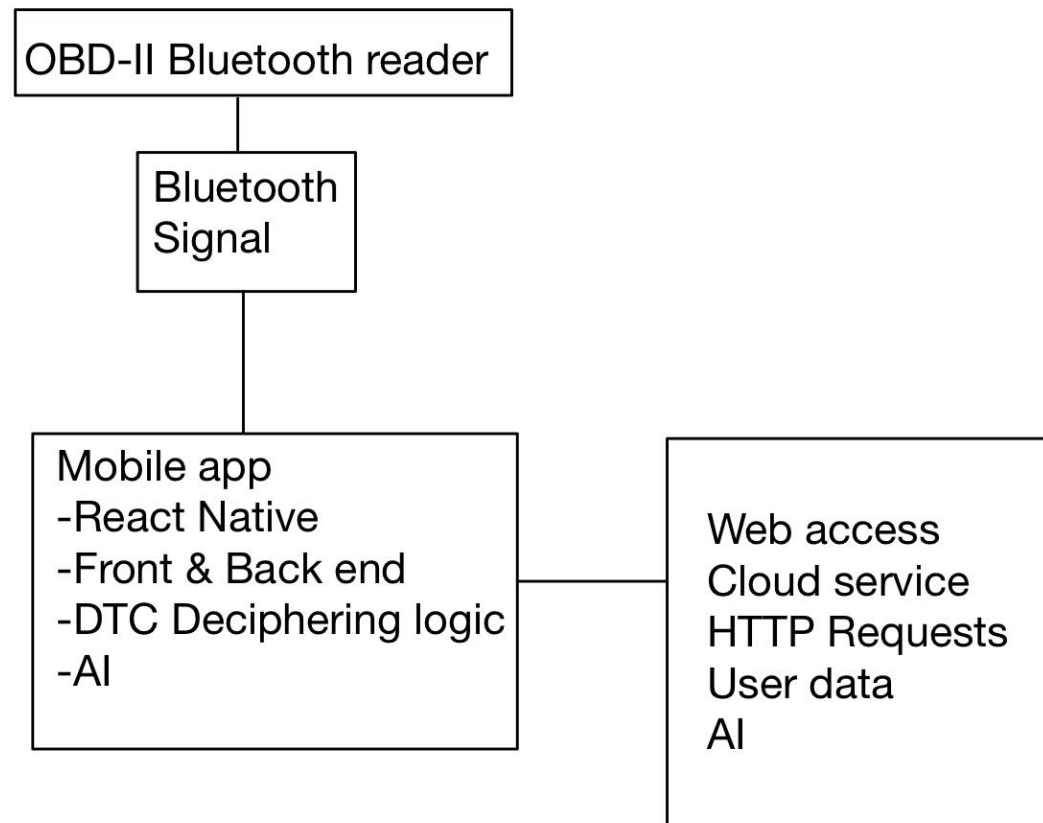 OBD-II Bluetooth reader
Bluetooth
Signal
Mobile app
-React Native
-Front & Back end
-DTC Deciphering logic
-AI
Web access
Cloud service
HTTP Requests
User data
AI